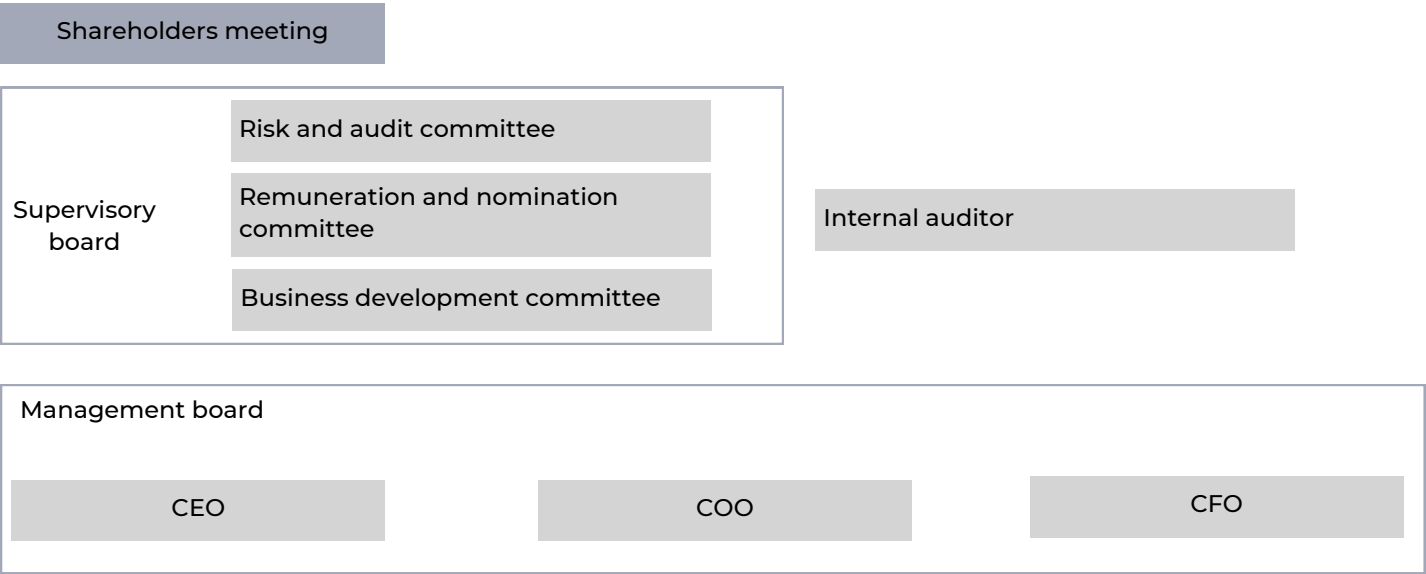 Shareholders meeting
Risk and audit committee
Supervisory
board
Remuneration and nomination
committee
Business development committee
Internal auditor
Management board
CEO
COO
CFO